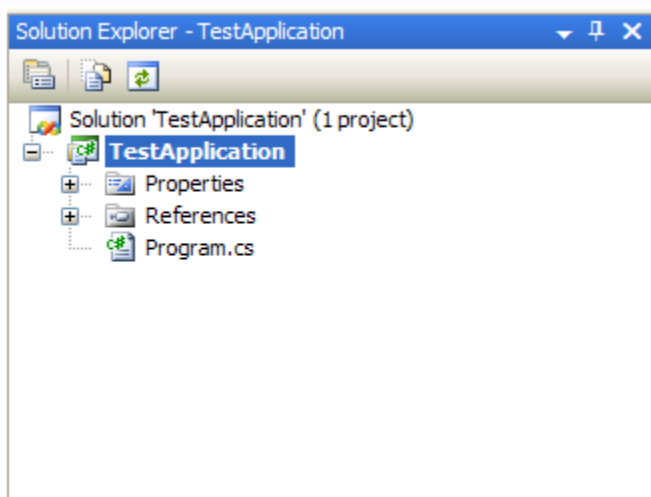 Solution Explorer - TestApplication
Solution 'TestApplication' (1 project)
TestApplication
Properties
References
C# Program.cs